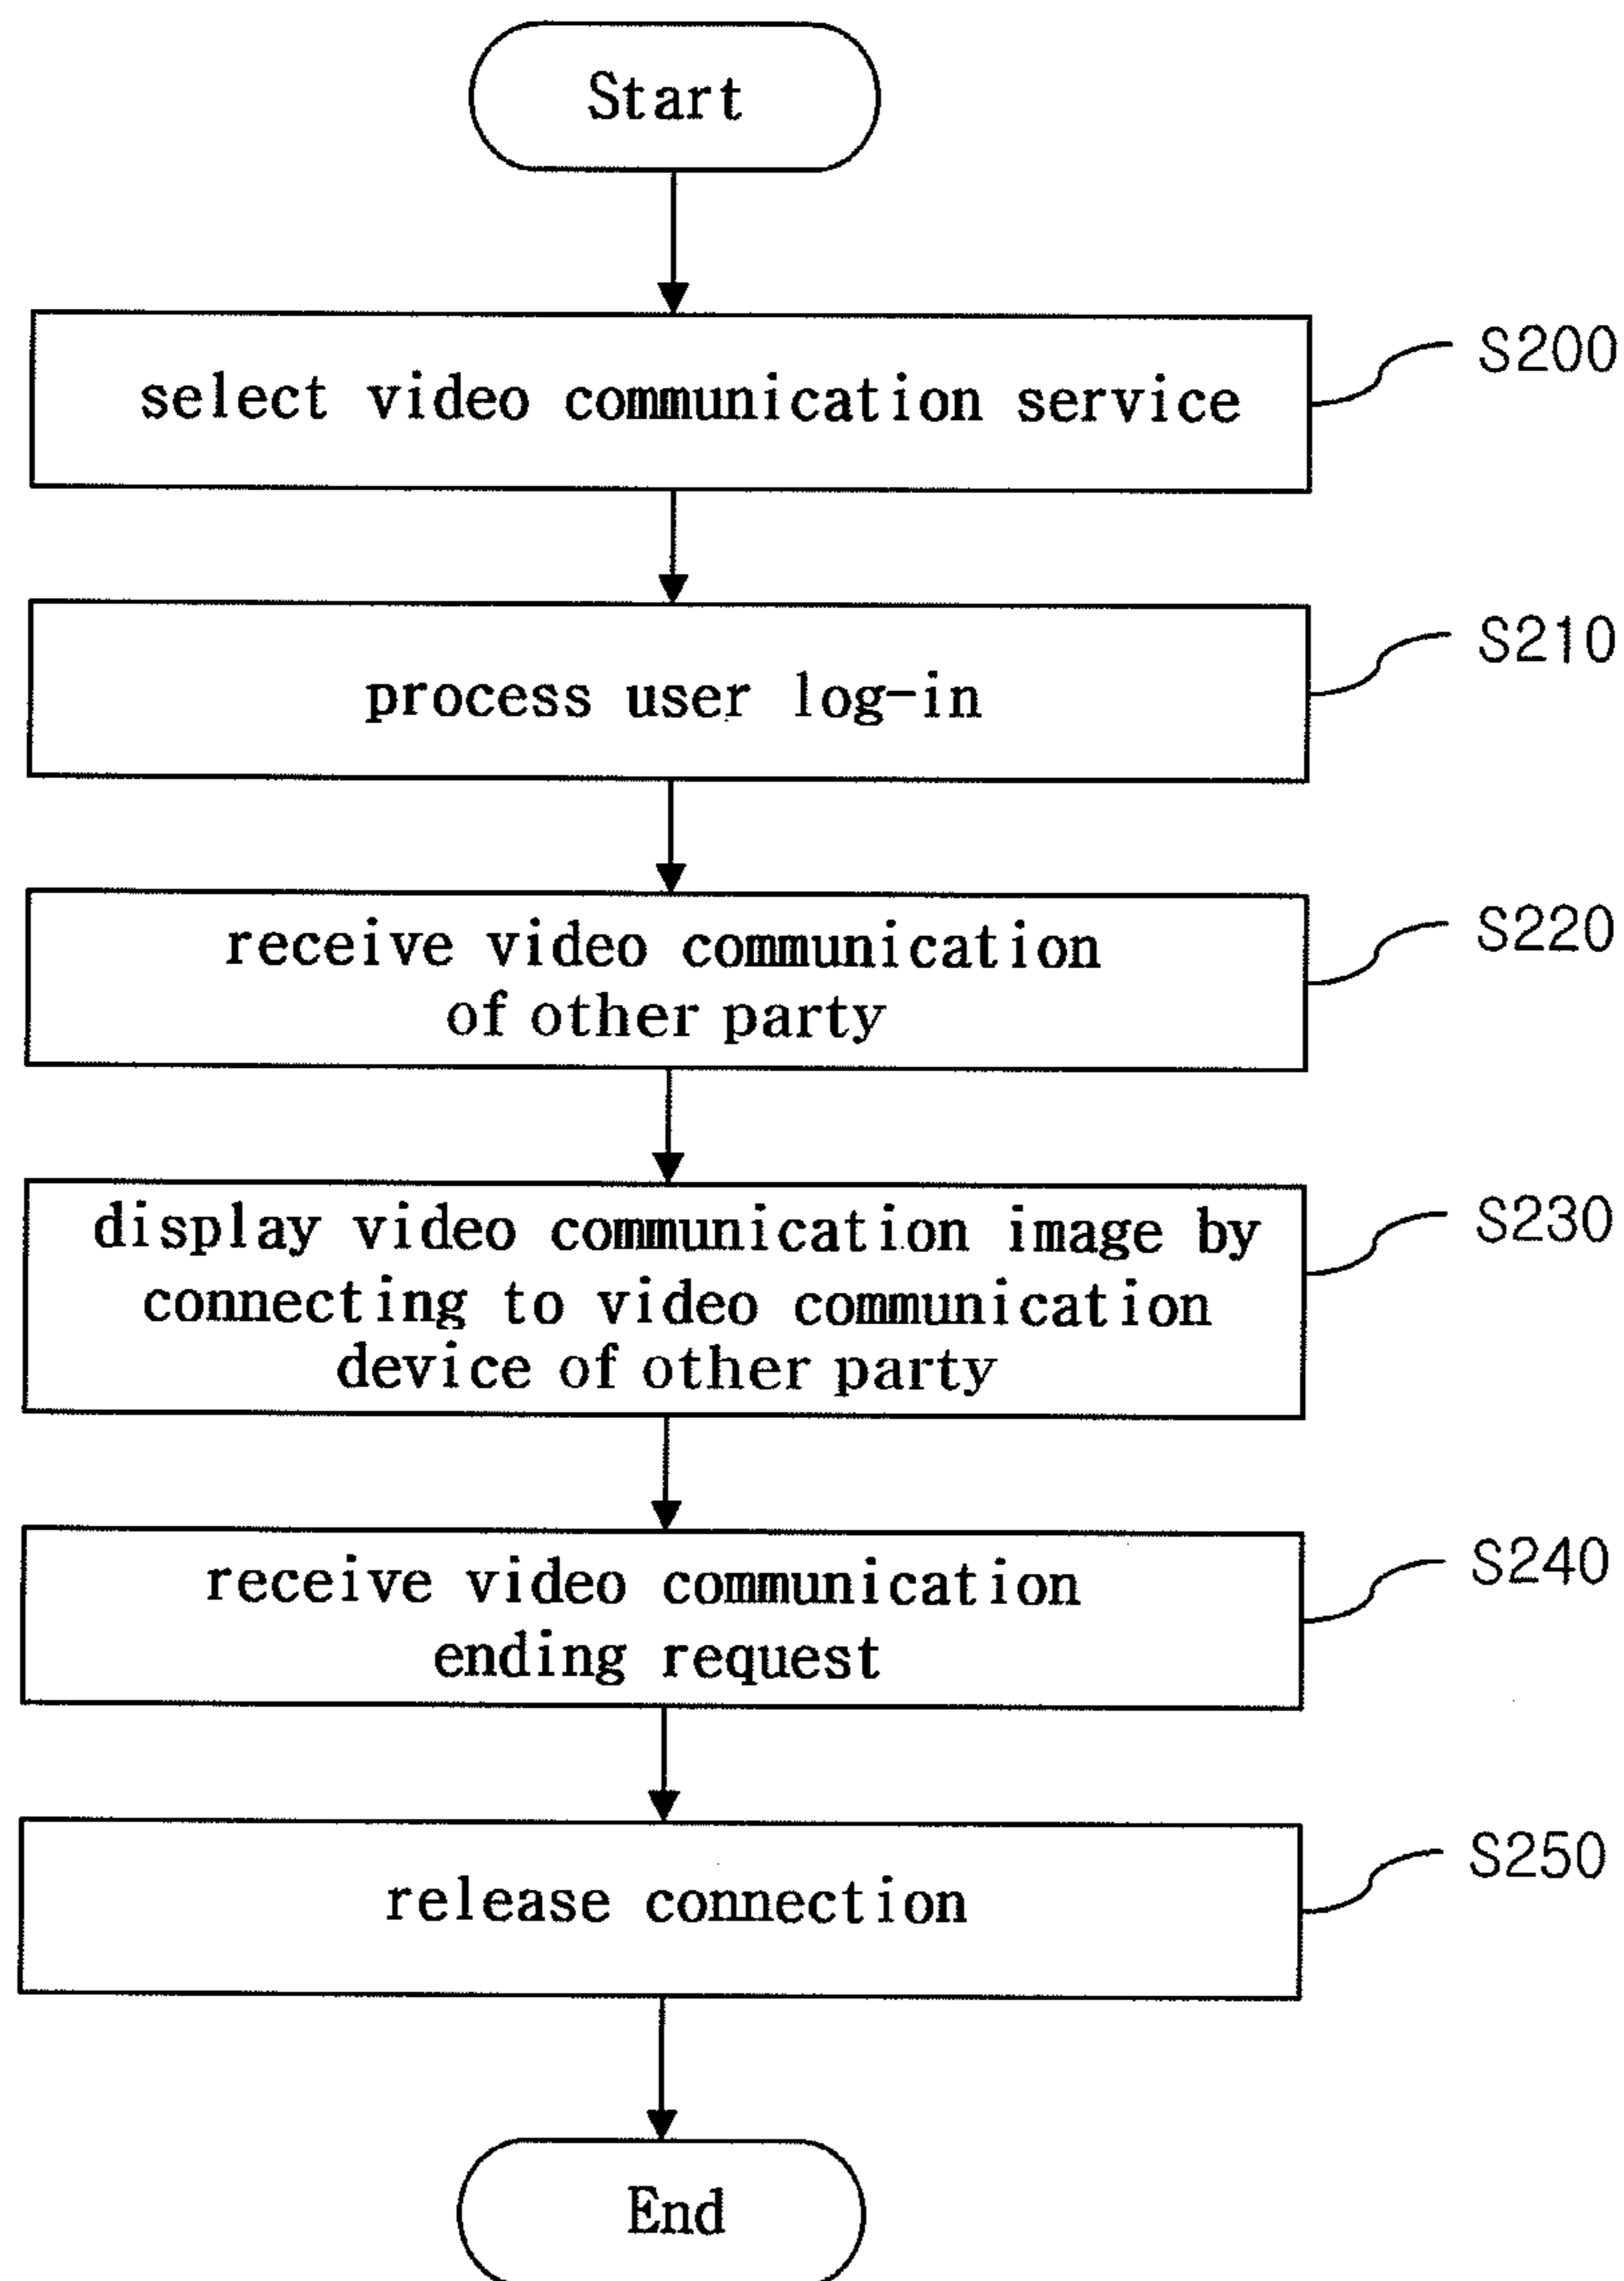 Start
select video communication service
S200
process user log-in
S210
receive video communication
of other party
S220
display video communication image by
connecting to video communication
device of other party
S230
receive video communication
ending request
S240
release connection
S250
End